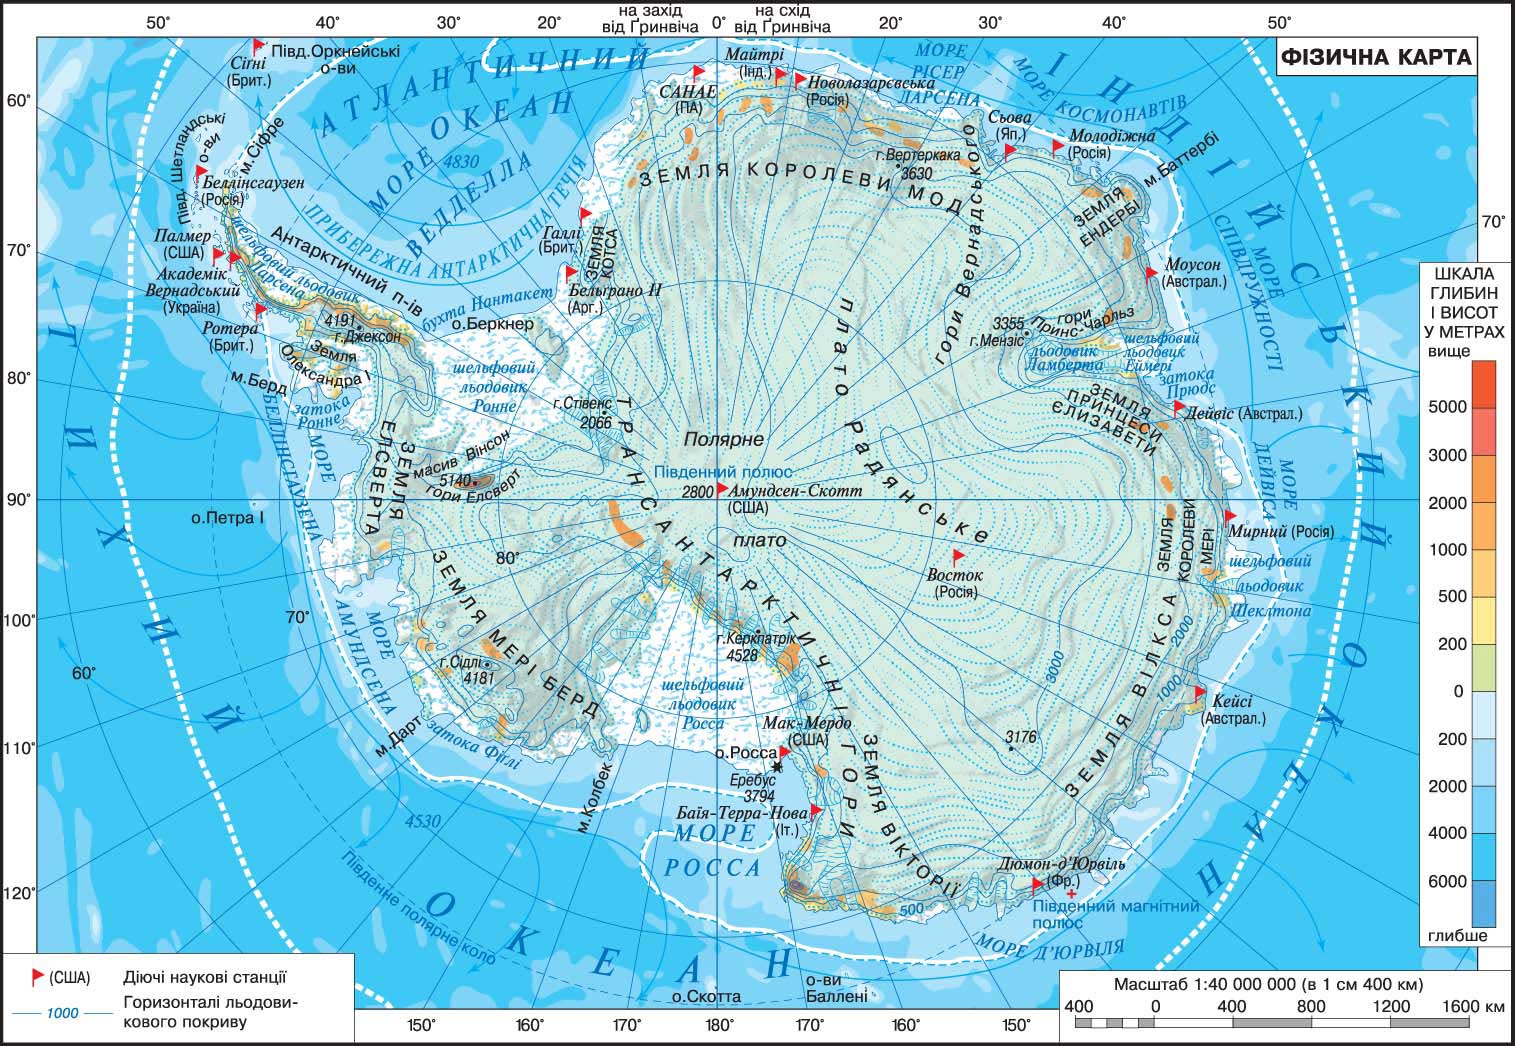 ФІЗИЧНА КАРТА
на захід
від Ґринвіча
на схід
від Ґринвіча
50°
40°
30°
20°
0°
20°
30°
40°
50°
60°
70°
80°
90°
100°
110°
120°
70°
150°
160°
170°
180°
170°
160°
150°
80°
70°
60°
АТЛАНТИЧНИЙ
ОКЕАН
ІНДІЙСЬКИЙ
ОКЕАН
ТИХИЙ
ОКЕАН
Півд.Оркнейські
о-ви
Сігні
(Брит.)
Півд. Шетландські
о-ви
м.Сіфре
Беллінсгаузен
(Росія)
Палмер
(США)
Академік
Вернадський
(Україна)
Ротера
(Брит.)
Антарктичний п-ів
шельфовий льодовик
Ларсена
4191
г.Джексон
Земля
Олександра І
м.Берд
затока
Ронне
МОРЕ
БЕЛЛІНСГАУЗЕНА
о.Петра І
4830
МОРЕ
ВЕДДЕЛЛА
ПРИБЕРЕЖНА АНТАРКТИЧНА ТЕЧІЯ
бухта Нантакет
о.Беркнер
шельфовий
льодовик
Ронне
Галлі
(Брит.)
ЗЕМЛЯ
КОТСА
Бельграно ІІ
(Арг.)
САНАЕ
(ПА)
Майтрі
(Інд.)
Новолазарєвська
(Росія)
МОРЕ
РІСЕР
ЛАРСЕНА
МОРЕ КОСМОНАВТІВ
Сьова
(Яп.)
Молодіжна
(Росія)
м.Баттербі
ЗЕМЛЯ КОРОЛЕВИ МОД
г.Вертеркака
3630
гори Вернадського
ЗЕМЛЯ
ЕНДЕРБІ
МОРЕ
СПІВДРУЖНОСТІ
Моусон
(Австрал.)
3355
г.Мензіс
гори
Принс-Чарльз
льодовик
Ламберта
шельфовий
льодовик
Еймері
затока
Прюдс
ЗЕМЛЯ
ПРИНЦЕСИ
ЄЛИЗАВЕТИ
Дейвіс (Австрал.)
МОРЕ
ДЕЙВІСА
Мирний (Росія)
ЗЕМЛЯ
КОРОЛЕВИ
МЕРІ
шельфовий
льодовик
Шеклтона
плато Радянське
г.Стівенс
2066
Полярне
плато
Південний полюс
2800
Амундсен-Скотт
(США)
Восток
(Росія)
ТРАНСАНТАРКТИЧНІ ГОРИ
ЗЕМЛЯ
ЕЛСВЕРТА
масив Вінсон
5140
гори Елсверт
ЗЕМЛЯ МЕРІ БЕРД
г.Сідлі
4181
МОРЕ
АМУНДСЕНА
м.Дарт
затока Філі
м.Колбек
шельфовий
льодовик
Росса
г.Керкпатрік
4528
Мак-Мердо
(США)
о.Росса
Еребус
3794
Баія-Терра-Нова
(Іт.)
МОРЕ
РОССА
4530
Південне полярне коло
ЗЕМЛЯ ВІКТОРІЇ
ЗЕМЛЯ ВІЛКСА
3000
2000
1000
500
3176
Кейсі
(Австрал.)
Дюмон-д'Юрвіль
(Фр.)
Південний магнітний
полюс
МОРЕ Д'ЮРВІЛЯ
о.Скотта
о-ви
Баллені
ШКАЛА
ГЛИБИН
І ВИСОТ
У МЕТРАХ
вище
5000
3000
2000
1000
500
200
0
200
2000
4000
6000
глибше
(США) Діючі наукові станції
1000 Горизонталі льодови-
кового покриву
Масштаб 1:40 000 000 (в 1 см 400 км)
400 0 400 800 1200 1600 км